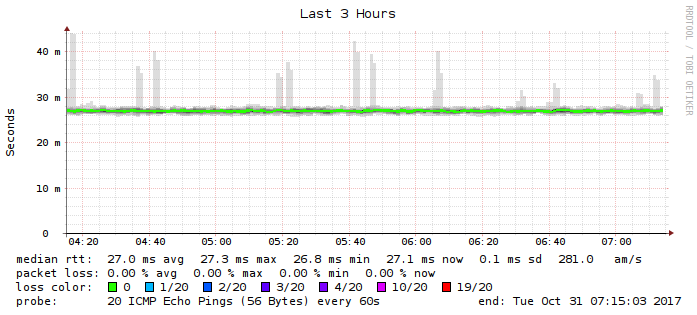 Last 3 Hours
RRDTOOL / TOBI OETIKER
Seconds
40 m
30 m
20 m
10 m
0
04:20 04:40 05:00 05:20 05:40 06:00 06:20 06:40 07:00
median rtt: 27.0 ms avg 27.3 ms max 26.8 ms min 27.1 ms now 0.1 ms sd 281.0 am/s
packet loss: 0.00 % avg 0.00 % max 0.00 % min 0.00 % now
loss color: 0 1/20 2/20 3/20 4/20 10/20 19/20
probe: 20 ICMP Echo Pings (56 Bytes) every 60s end: Tue Oct 31 07:15:03 2017